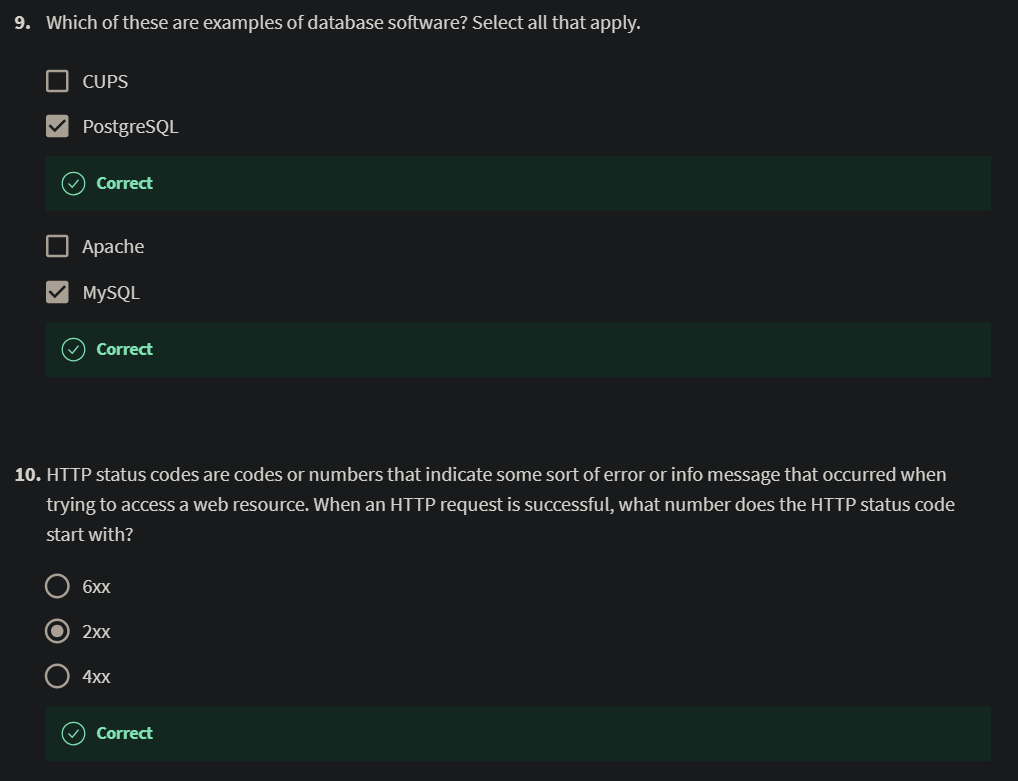 9. Which of these are examples of database software? Select all that apply.
CUPS
PostgreSQL
Correct
Apache
MySQL
Correct
10. HTTP status codes are codes or numbers that indicate some sort of error or info message that occurred when
trying to access a web resource. When an HTTP request is successful, what number does the HTTP status code
start with?
6xx
2xx
4xx
Correct